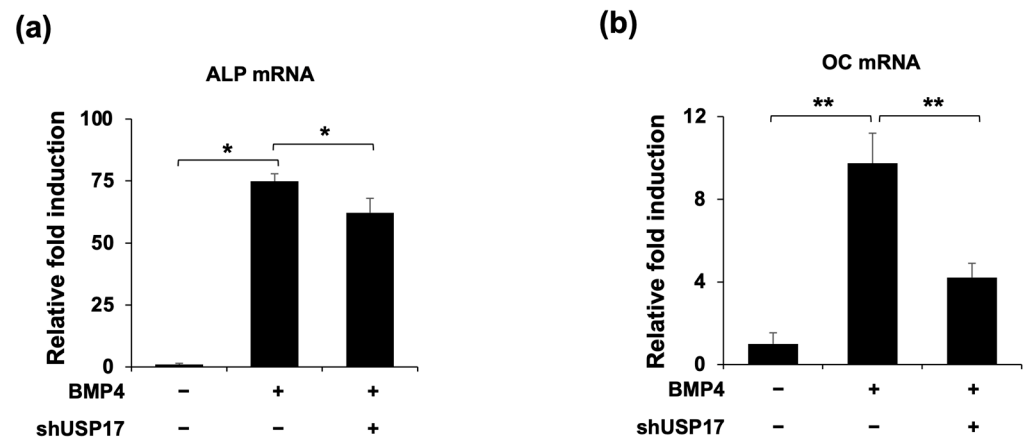 (a)
ALP mRNA
Relative fold induction
100
75
50
25
0
*
*
BMP4 − + +
shUSP17 − − +
(b)
OC mRNA
Relative fold induction
12
8
4
0
**
**
BMP4 − + +
shUSP17 − − +